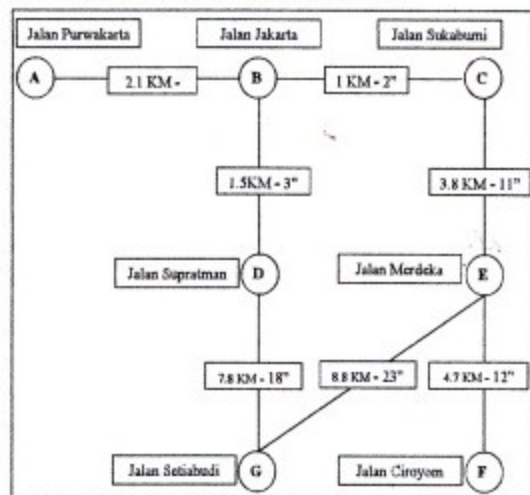 Jalan Purwakarta
Jalan Jakarta
Jalan Sukabumi
A
2.1 KM -
B
1 KM - 2"
C
1.5KM - 3"
3.8 KM - 11"
Jalan Supratman
D
Jalan Merdeka
E
7.8 KM - 18"
8.8 KM - 23"
4.7 KM - 12"
Jalan Setiabudi
G
Jalan Ciroyom
F